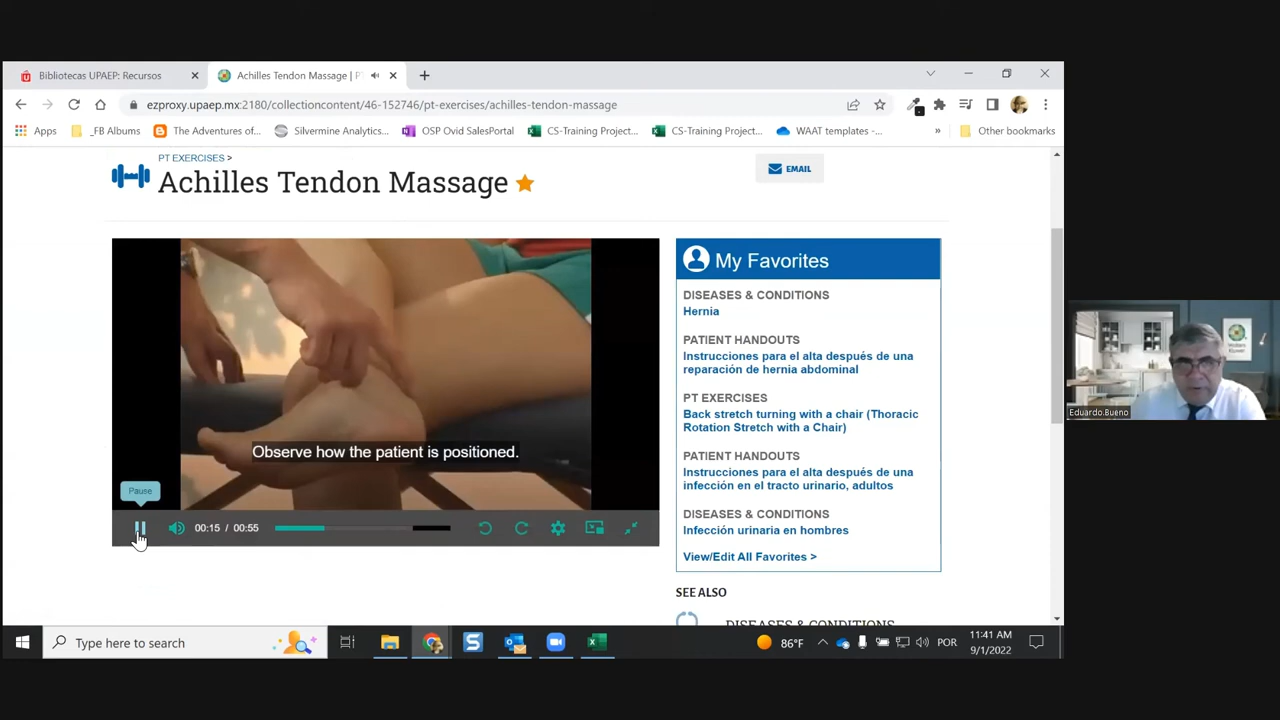 Bibliotecas UPAEP: Recursos
Achilles Tendon Massage | P
ezproxy.upaep.mx:2180/collectioncontent/46-152746/pt-exercises/achilles-tendon-massage
Apps
_FB Albums
The Adventures of...
Silvermine Analytics...
OSP Ovid SalesPortal
CS-Training Project...
CS-Training Project...
WAAT templates -...
»
Other bookmarks
PT EXERCISES >
Achilles Tendon Massage
EMAIL
Observe how the patient is positioned.
Pause
00:15 / 00:55
My Favorites
DISEASES & CONDITIONS
Hernia
PATIENT HANDOUTS
Instrucciones para el alta después de una
reparación de hernia abdominal
PT EXERCISES
Back stretch turning with a chair (Thoracic
Rotation Stretch with a Chair)
PATIENT HANDOUTS
Instrucciones para el alta después de una
infección en el tracto urinario, adultos
DISEASES & CONDITIONS
Infección urinaria en hombres
View/Edit All Favorites >
SEE ALSO
DISEASES & CONDITIONS
Eduardo.Bueno
Wolters
Kluwer
Type here to search
86°F
POR
11:41 AM
9/1/2022